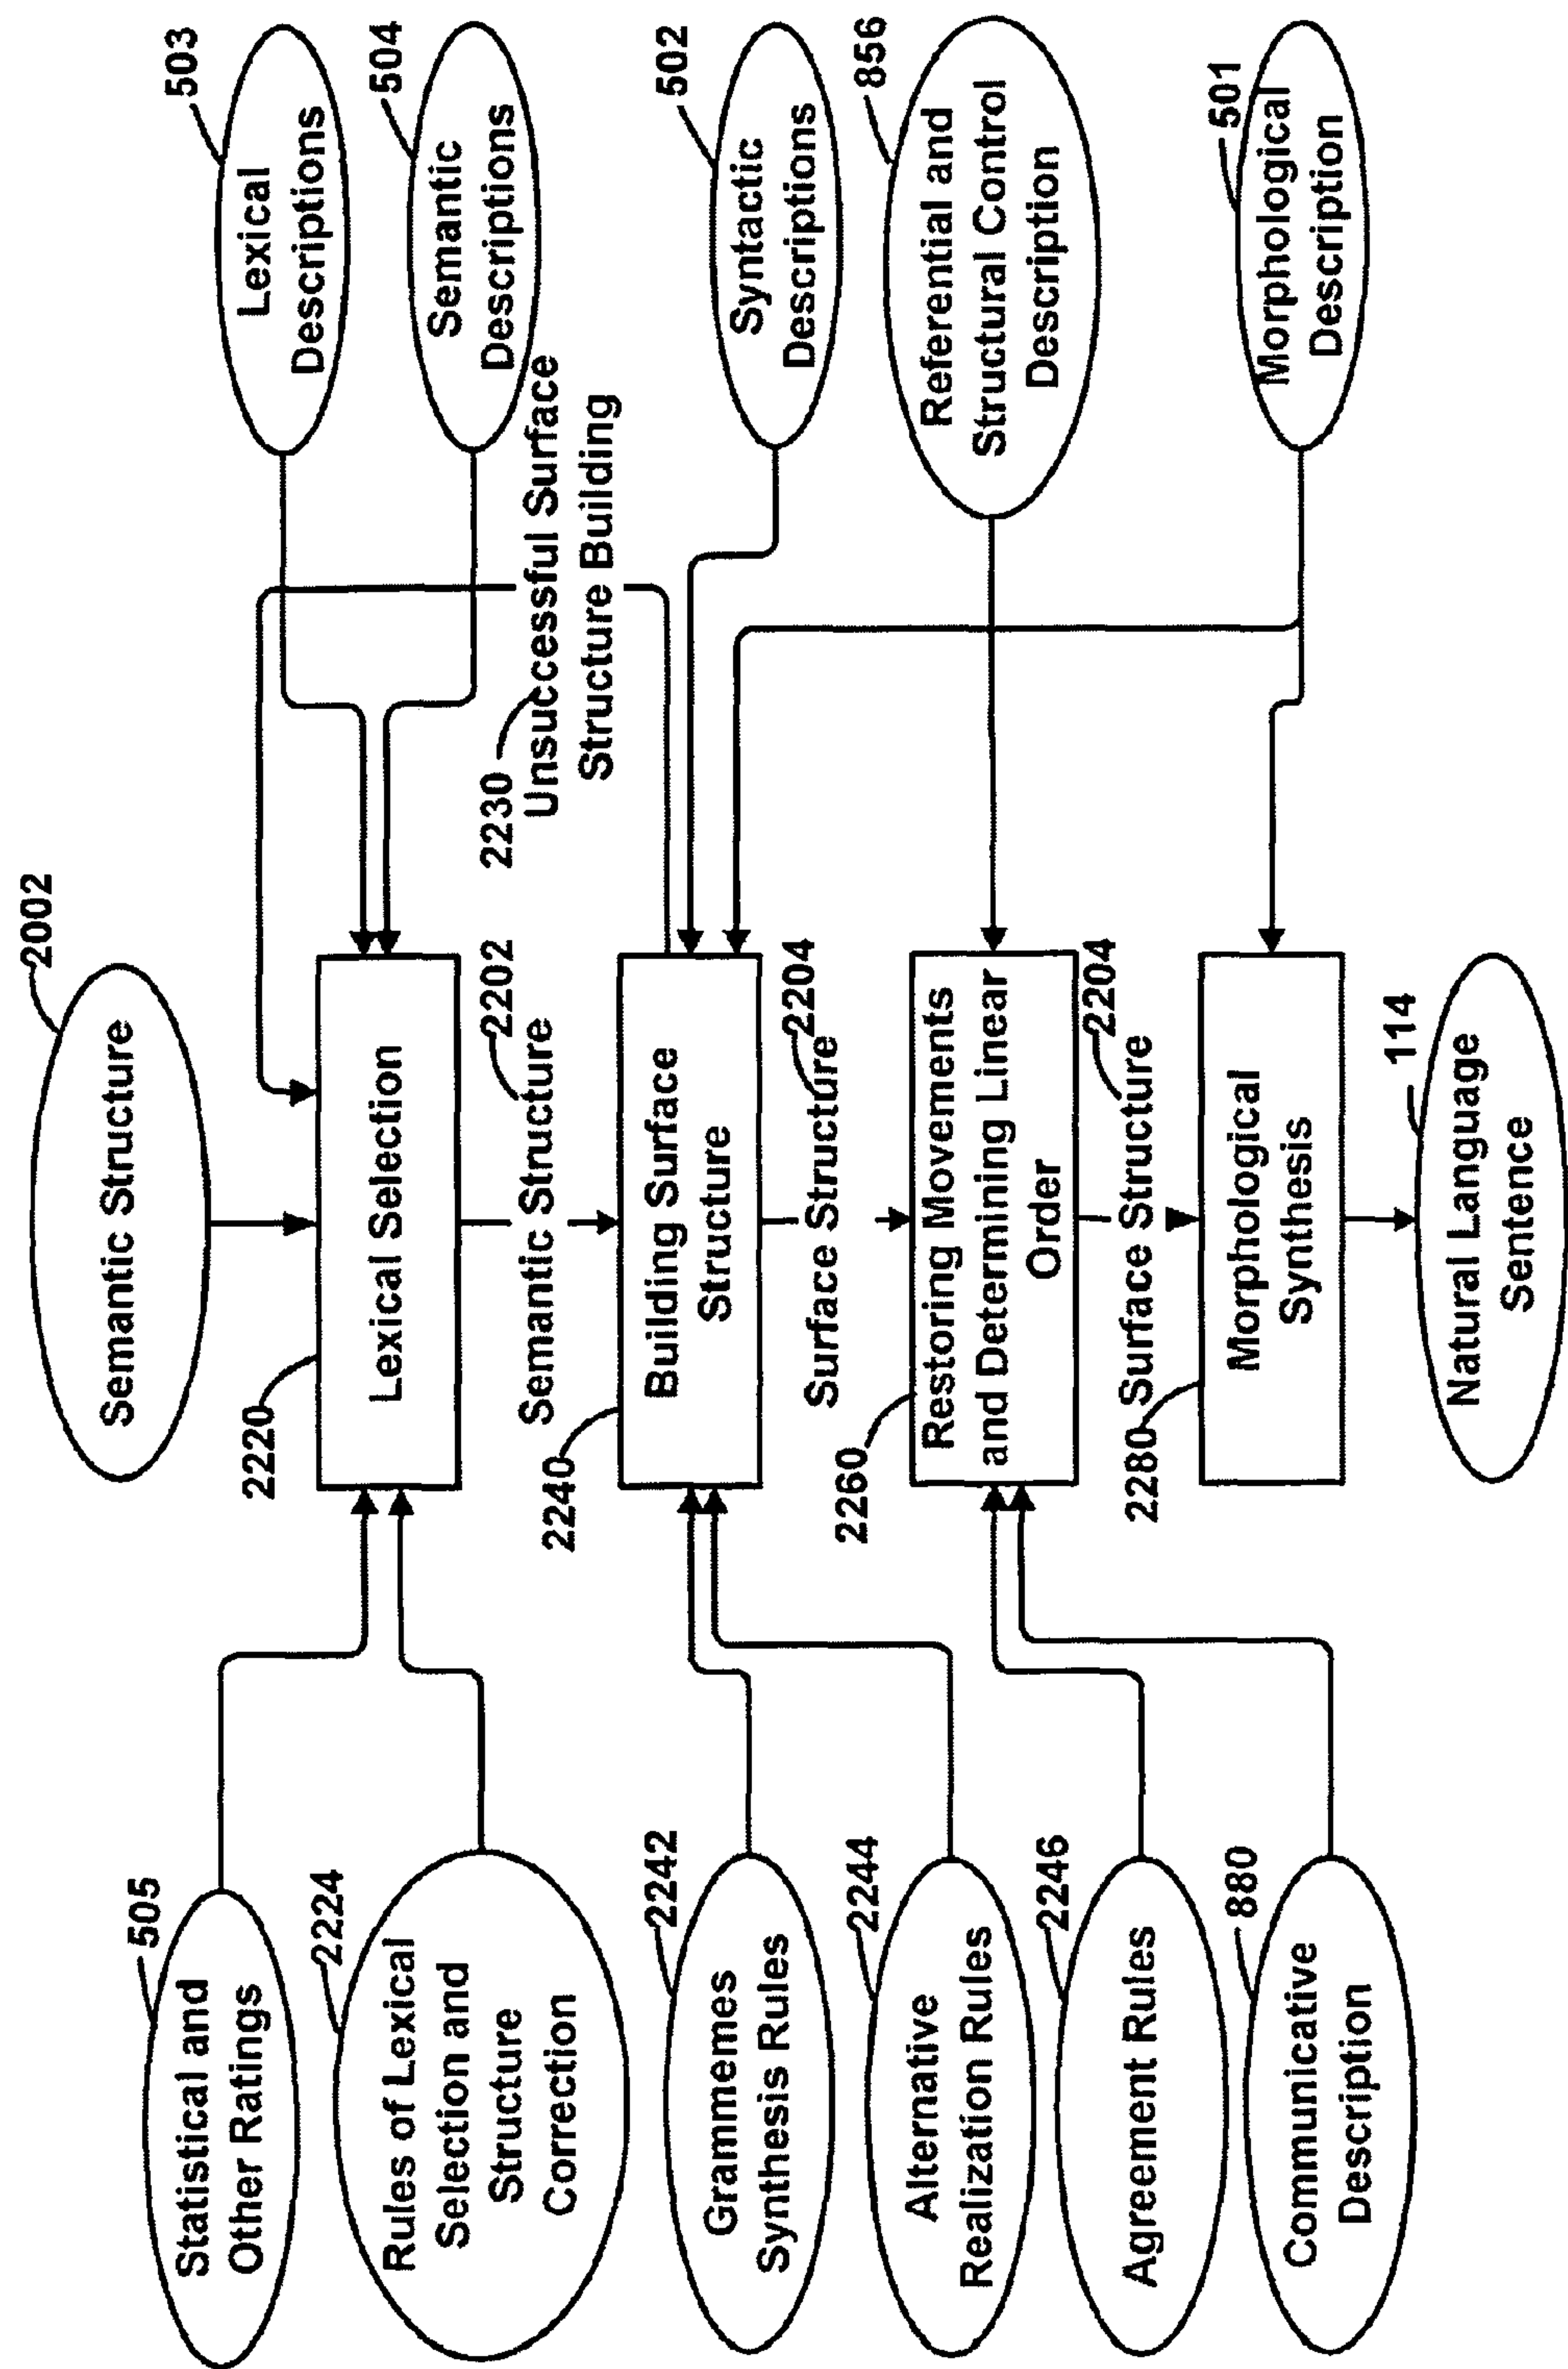 2002
Semantic Structure
505
Statistical and
Other Ratings
2224
Rules of Lexical
Selection and
Structure
Correction
2220
Lexical Selection
503
Lexical
Descriptions
504
Semantic
Descriptions
Semantic Structure
2202
2230
Unsuccessful Surface
Structure Building
2242
Grammemes
Synthesis Rules
2240
Building Surface
Structure
502
Syntactic
Descriptions
Surface Structure
2204
2244
Alternative
Realization Rules
2260
Restoring Movements
and Determining Linear
Order
856
Referential and
Structural Control
Description
2246
Agreement Rules
Surface Structure
2204
880
Communicative
Description
2280
Morphological
Synthesis
501
Morphological
Description
114
Natural Language
Sentence